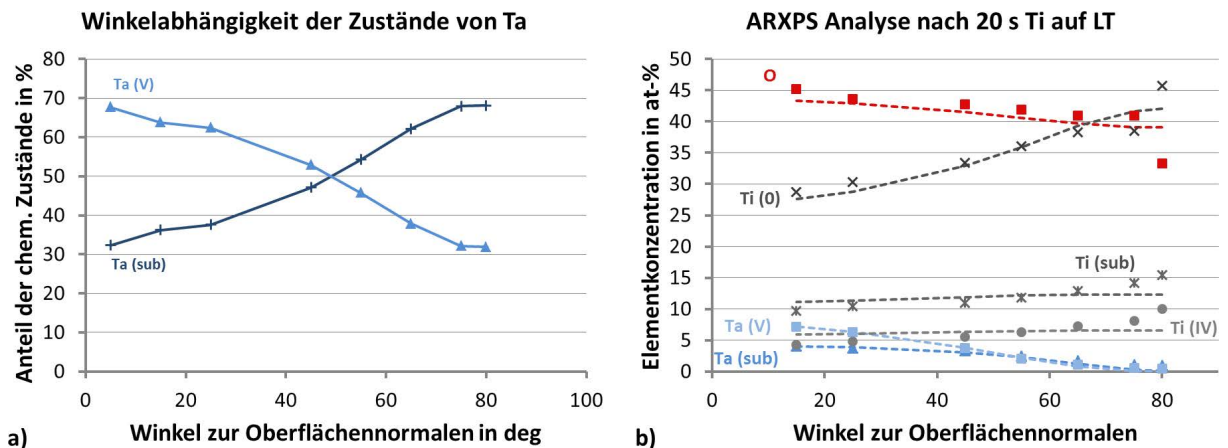 Winkelabhängigkeit der Zustände von Ta
Anteil der chem. Zustände in %
80
70
60
50
40
30
20
10
0
Ta (V)
Ta (sub)
0 20 40 60 80 100
Winkel zur Oberflächennormalen in deg
a)
ARXPS Analyse nach 20 s Ti auf LT
Elementkonzentration in at-%
50
45
40
35
30
25
20
15
10
5
0
O
Ti (0)
Ti (sub)
Ta (V)
Ti (IV)
Ta (sub)
0 20 40 60 80
Winkel zur Oberflächennormalen
b)